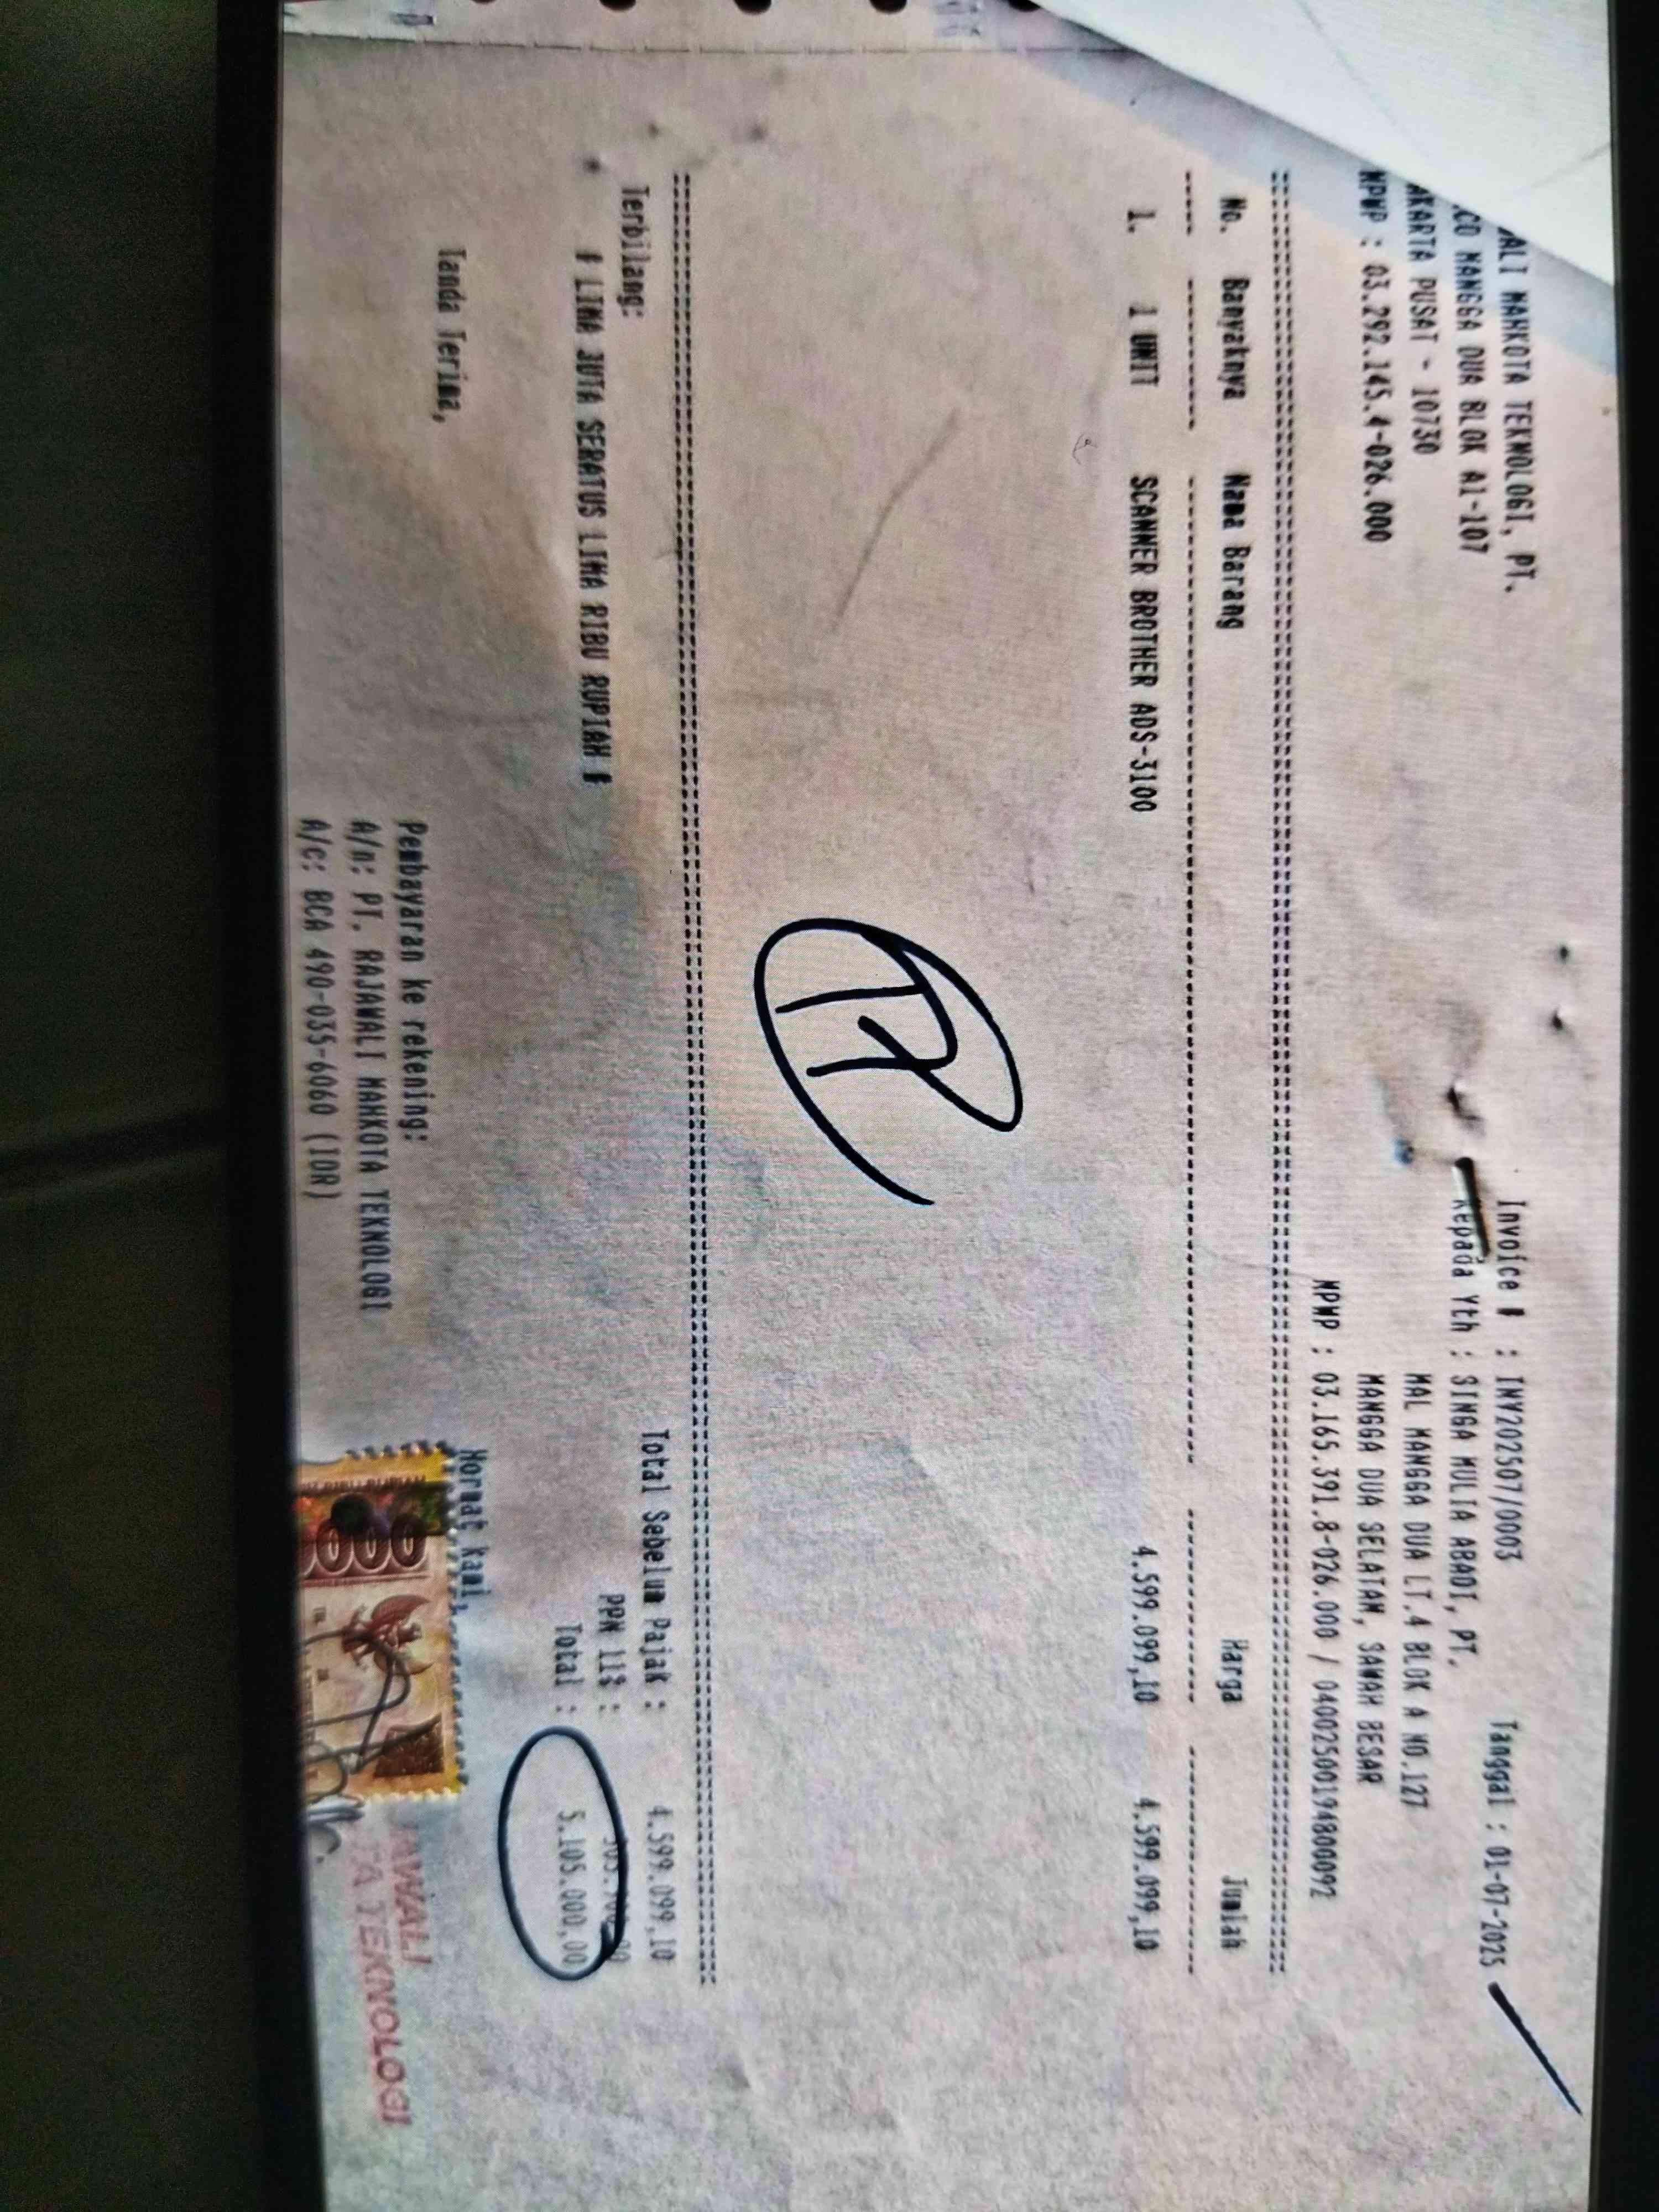 MAHKOTA TEKNOLOGI, PT.
MANGGA DUA BLOK A1-107
PUSAT - 10730
NPWP : 03.292.145.4-026.000
Invoice # : INV202507/0003 Tanggal : 01-07-2025
Kepada Yth : SINGA MULIA ABADI, PT.
MAL MANGGA DUA LT.4 BLOK A NO.127
MANGGA DUA SELATAN, SAWAH BESAR
NPWP : 03.165.391.8-026.000 / 0400250019480092
No. Banyaknya Nama Barang Harga Jumlah
1. 1 UNIT SCANNER BROTHER ADS-3100 4.599.099,10 4.599.099,10
R
Total Sebelum Pajak : 4.599.099,10
Terbilang: PPN 11% :
# LIMA JUTA SERATUS LIMA RIBU RUPIAH # Total : 5.105.000,00
Tanda Terima, Hormat kami,
Pembayaran ke rekening:
A/n: PT. RAJAWALI MAHKOTA TEKNOLOGI
A/c: BCA 490-035-6060 (IDR)
TEKNOLOGI